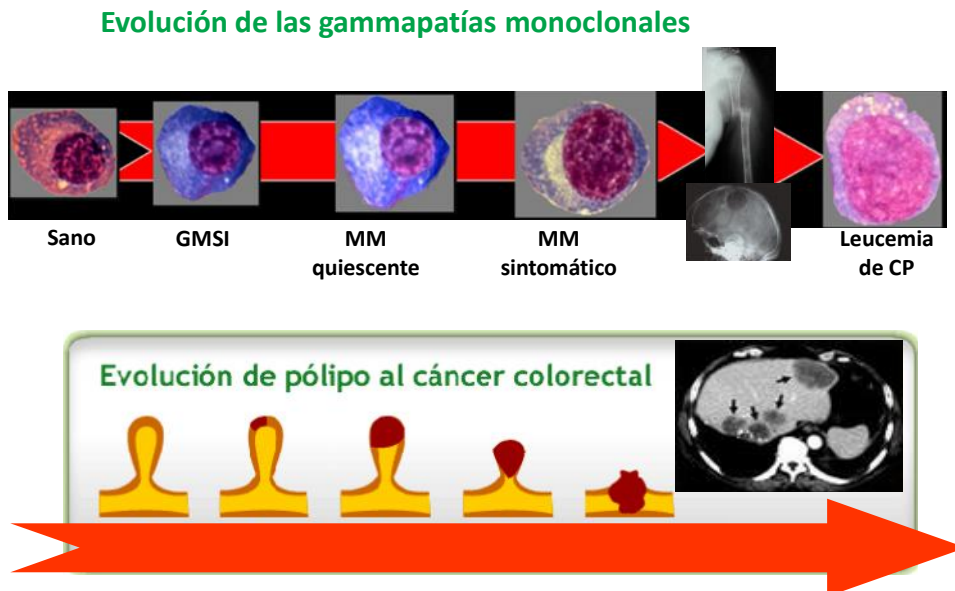 Evolución de las gammapatías monoclonales
Sano
GMSI
MM
quiescente
MM
sintomático
Leucemia
de CP
Evolución de pólipo al cáncer colorectal